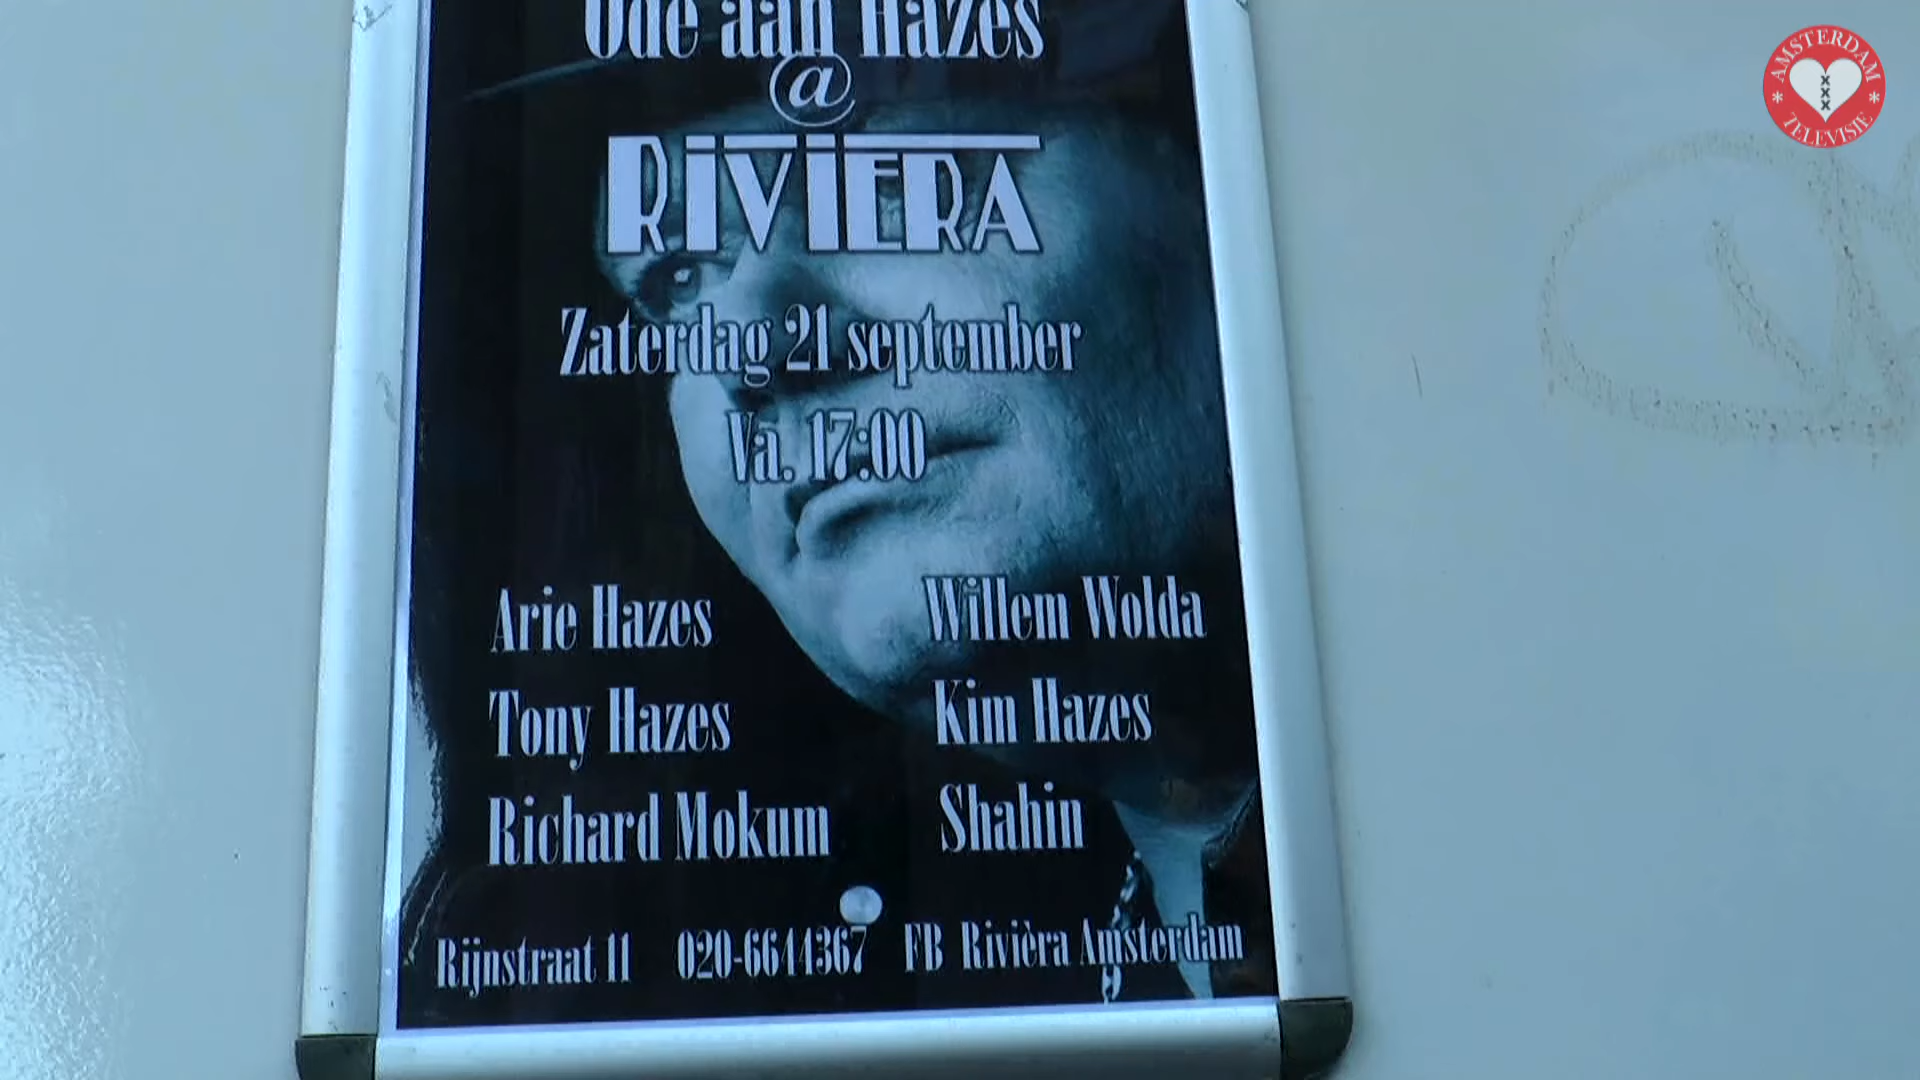 Ode aan Hazes
@
RiViERA
Zaterdag 21 september
Va. 17:00
Arie Hazes
Willem Wolda
Tony Hazes
Kim Hazes
Richard Mokum
Shahin
Rijnstraat 11 020-6644367 FB Rivièra Amsterdam
AMSTERDAM
XXX
* TELEVISIE *